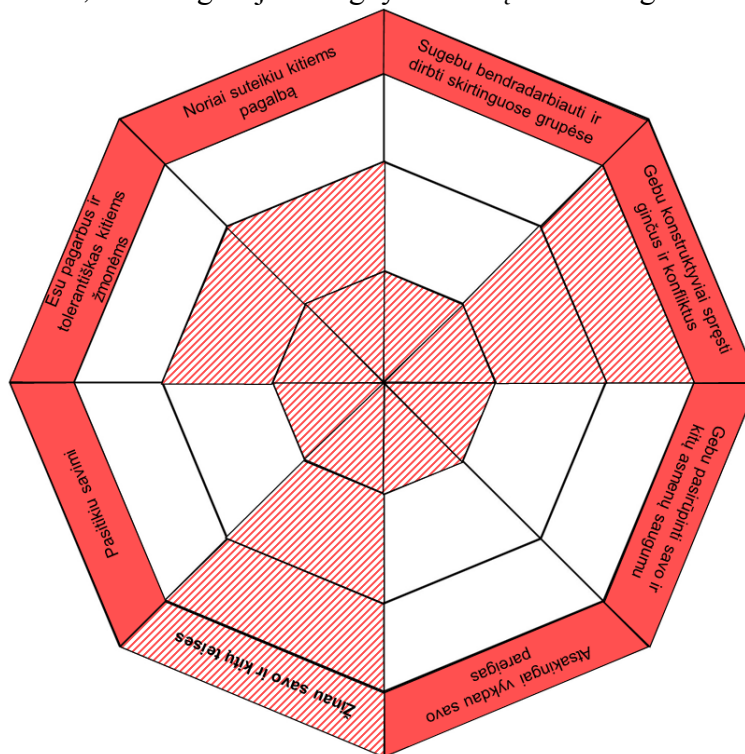 Noriai suteikiu kitiems
pagalbą
Sugebu bendradarbiauti ir
dirbti skirtinguose grupėse
Gebu konstruktyviai spręsti
ginčus ir konfliktus
Gebu pasirūpinti savo ir
kitų asmenų saugumu
Atsakingai vykdau savo
pareigas
Žinau savo ir kitų teises
Pasitikiu savimi
Esu pagarbus ir
tolerantiškas kitiems
žmonėms